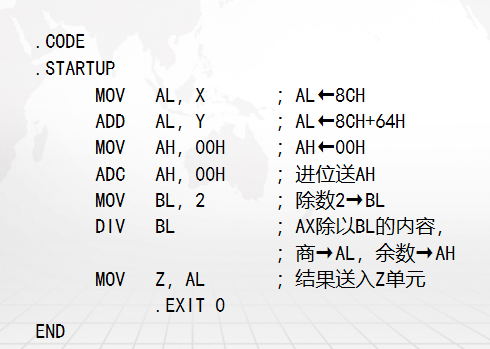 .CODE
.STARTUP
MOV AL, X ; AL←8CH
ADD AL, Y ; AL←8CH+64H
MOV AH, 00H ; AH←00H
ADC AH, 00H ; 进位送AH
MOV BL, 2 ; 除数2→BL
DIV BL ; AX除以BL的内容,
; 商→AL, 余数→AH
MOV Z, AL ; 结果送入Z单元
.EXIT 0
END